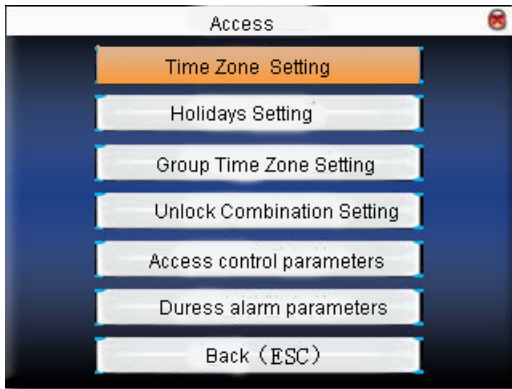 Access
Time Zone Setting
Holidays Setting
Group Time Zone Setting
Unlock Combination Setting
Access control parameters
Duress alarm parameters
Back (ESC)